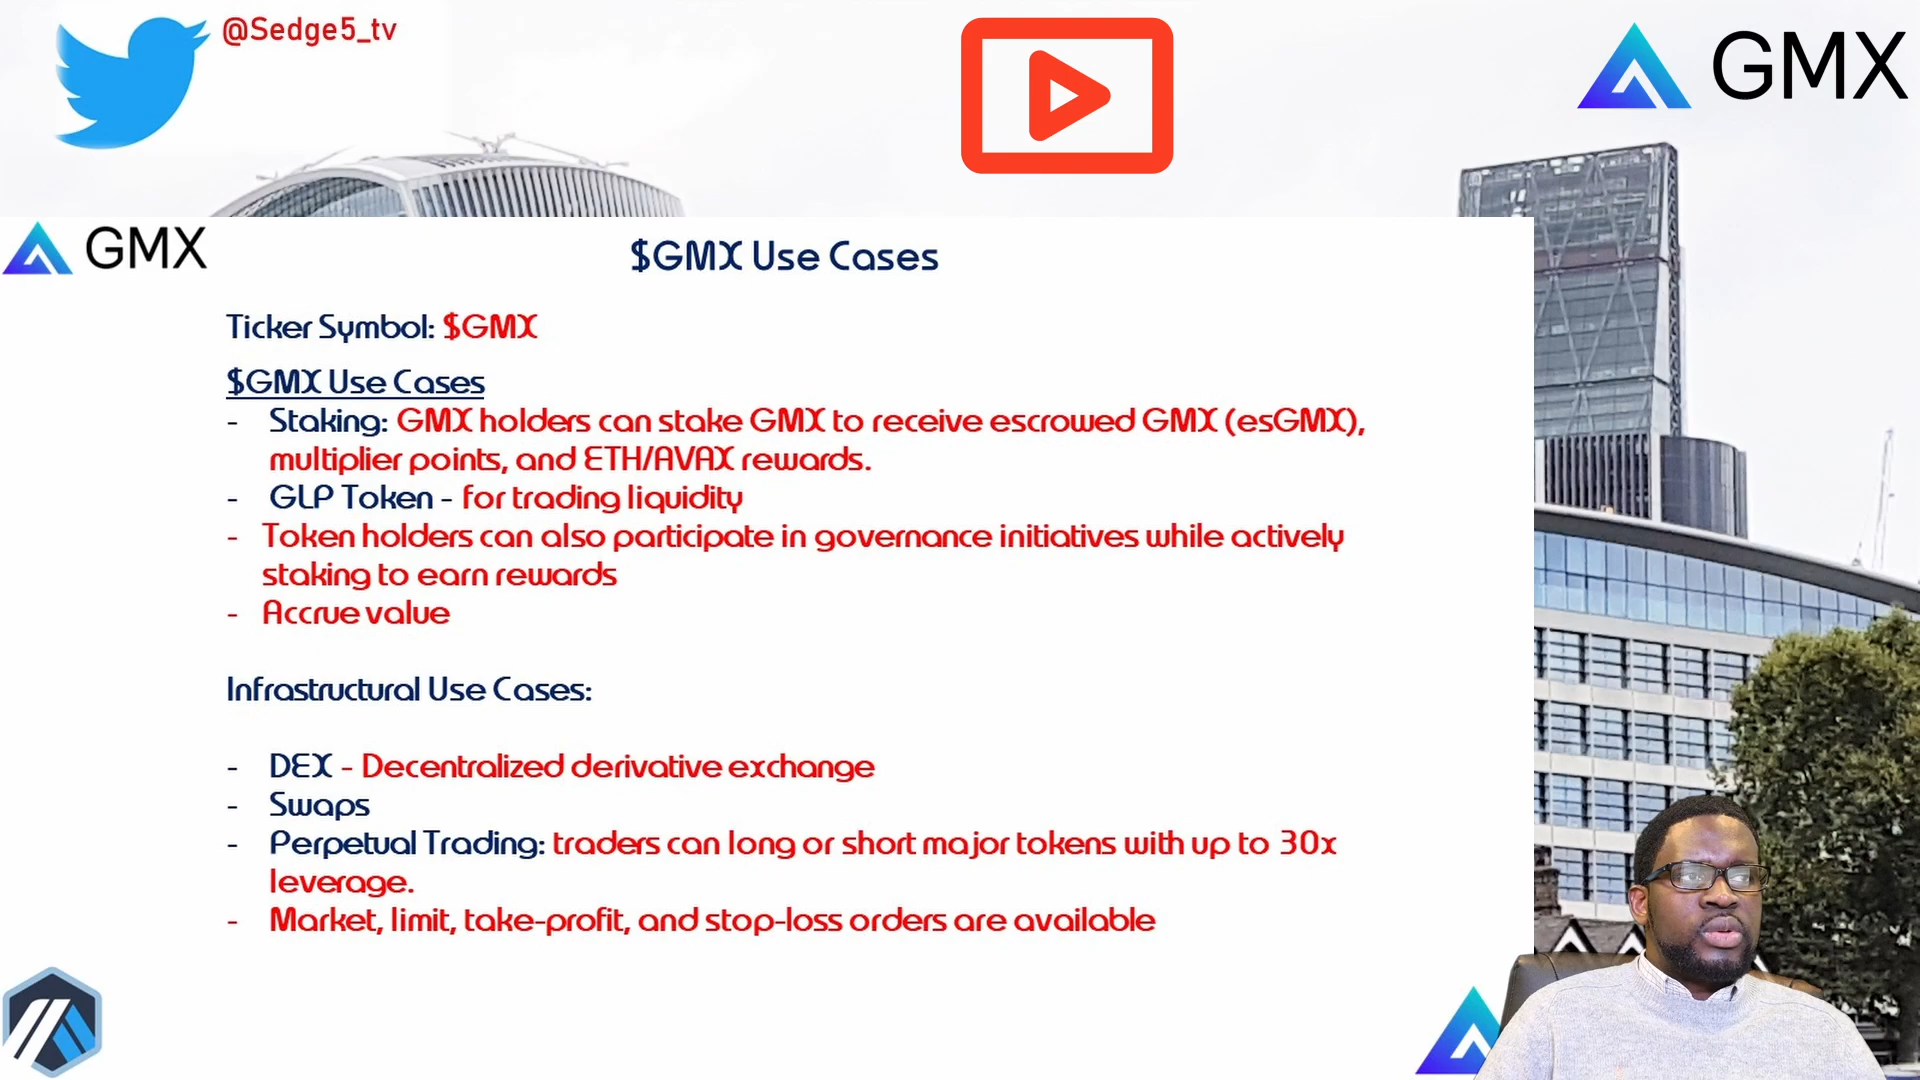 @Sedge5_tv
GMX
GMX
$GMX Use Cases
Ticker Symbol: $GMX
$GMX Use Cases
- Staking: GMX holders can stake GMX to receive escrowed GMX (esGMX),
multiplier points, and ETH/AVAX rewards.
- GLP Token - for trading liquidity
- Token holders can also participate in governance initiatives while actively
staking to earn rewards
- Accrue value
Infrastructural Use Cases:
- DEX - Decentralized derivative exchange
- Swaps
- Perpetual Trading: traders can long or short major tokens with up to 30x
leverage.
- Market, limit, take-profit, and stop-loss orders are available